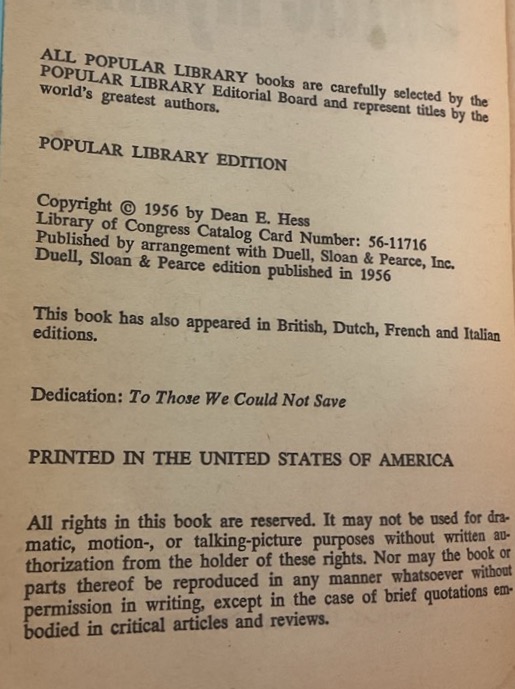 ALL POPULAR LIBRARY books are carefully selected by the
POPULAR LIBRARY Editorial Board and represent titles by the
world's greatest authors.
POPULAR LIBRARY EDITION
Copyright © 1956 by Dean E. Hess
Library of Congress Catalog Card Number: 56-11716
Published by arrangement with Duell, Sloan & Pearce, Inc.
Duell, Sloan & Pearce edition published in 1956
This book has also appeared in British, Dutch, French and Italian
editions.
Dedication: To Those We Could Not Save
PRINTED IN THE UNITED STATES OF AMERICA
All rights in this book are reserved. It may not be used for dra-
matic, motion-, or talking-picture purposes without written au-
thorization from the holder of these rights. Nor may the book or
parts thereof be reproduced in any manner whatsoever without
permission in writing, except in the case of brief quotations em-
bodied in critical articles and reviews.